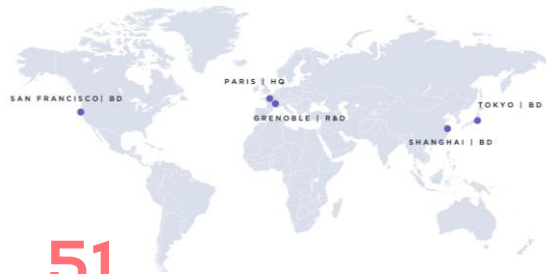 PARIS | HQ
SAN FRANCISCO| BD
TOKYO | BD
GRENOBLE | R&D
SHANGHAI | BD
51